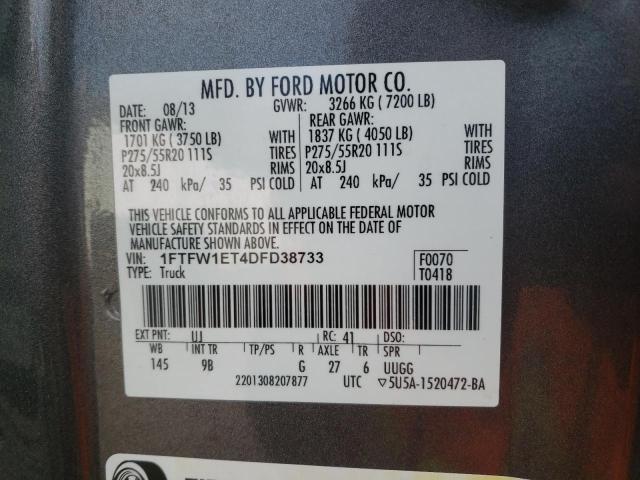 MFD. BY FORD MOTOR CO.
DATE: 08/13 GVWR: 3266 KG ( 7200 LB)
FRONT GAWR: REAR GAWR:
1701 KG ( 3750 LB) WITH 1837 KG ( 4050 LB) WITH
P275/55R20 111S TIRES P275/55R20 111S TIRES
20x8.5J RIMS 20x8.5J RIMS
AT 240 kPa/ 35 PSI COLD AT 240 kPa/ 35 PSI COLD
THIS VEHICLE CONFORMS TO ALL APPLICABLE FEDERAL MOTOR
VEHICLE SAFETY STANDARDS IN EFFECT ON THE DATE OF
MANUFACTURE SHOWN ABOVE.
VIN: 1FTFW1ET4DFD38733 F0070
TYPE: Truck T0418
EXT PNT: UJ RC: 41 DSO:
WB INT TR TP/PS R AXLE TR SPR
145 9B G 27 6 UUGG
2201308207877 UTC ▽5U5A-1520472-BA